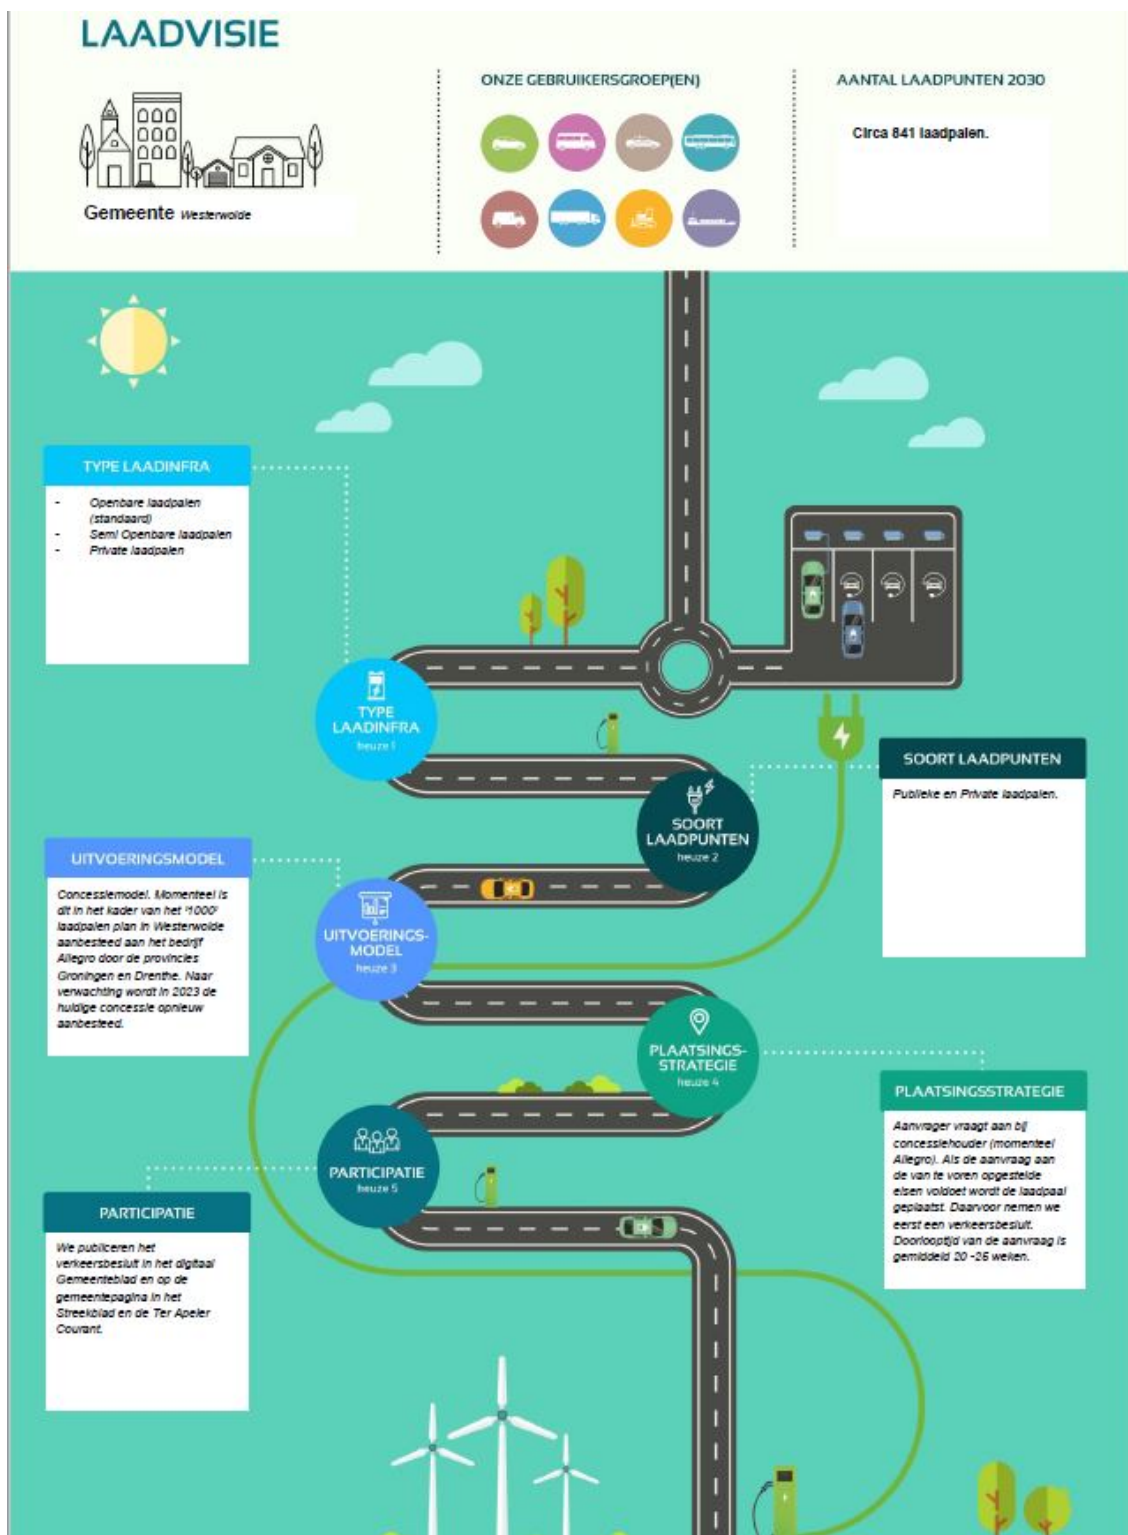 LAADVISIE
Gemeente Westerwolde
ONZE GEBRUIKERSGROEP(EN)
AANTAL LAADPUNTEN 2030
Circa 841 laadpalen.
TYPE LAADINFRA
- Openbare laadpalen
(standaard)
- Semi Openbare laadpalen
- Private laadpalen
TYPE
LAADINFRA
heuze 1
SOORT LAADPUNTEN
Publieke en Private laadpalen.
SOORT
LAADPUNTEN
heuze 2
UITVOERINGSMODEL
Concessiemodel. Momenteel is
dit in het kader van het '1000'
laadpalen plan in Westerwolde
aanbesteed aan het bedrijf
Allegro door de provincies
Groningen en Drenthe. Naar
verwachting wordt in 2023 de
huidige concessie opnieuw
aanbesteed.
UITVOERINGS-
MODEL
heuze 3
PLAATSINGS-
STRATEGIE
heuze 4
PLAATSINGSSTRATEGIE
Aanvrager vraagt aan bij
concessiehouder (momenteel
Allegro). Als de aanvraag aan
de van te voren opgestelde
eisen voldoet wordt de laadpaal
geplaatst. Daarvoor nemen we
eerst een verkeersbesluit.
Doorlooptijd van de aanvraag is
gemiddeld 20 -25 weken.
PARTICIPATIE
heuze 5
PARTICIPATIE
We publiceren het
verkeersbesluit in het digitaal
Gemeenteblad en op de
gemeentepagina in het
Streekblad en de Ter Apeler
Courant.